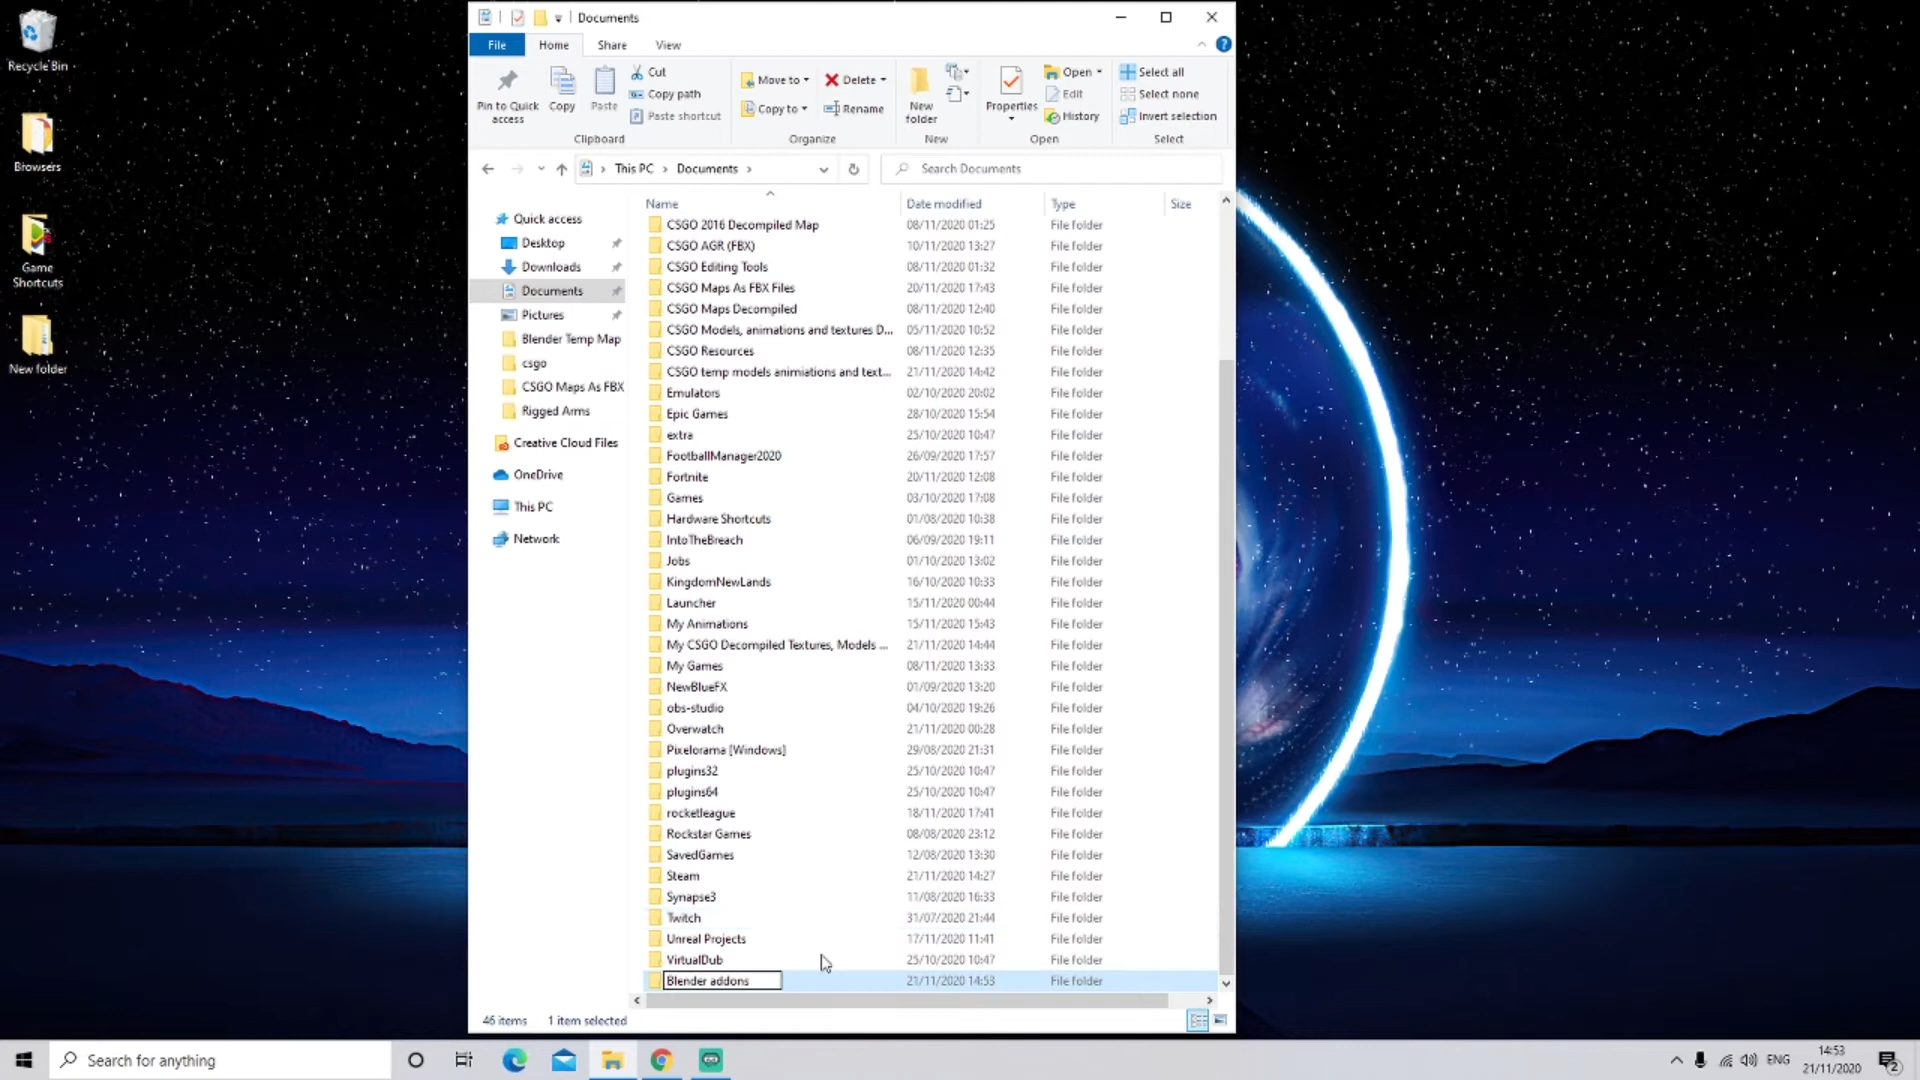 Recycle Bin
Browsers
Game
Shortcuts
New folder
Documents
File
Home
Share
View
Pin to Quick
access
Copy
Paste
Cut
Copy path
Paste shortcut
Clipboard
Move to
Copy to
Delete
Rename
Organize
New
folder
New
Properties
Open
Edit
History
Open
Select all
Select none
Invert selection
Select
This PC > Documents >
Search Documents
Quick access
Desktop
Downloads
Documents
Pictures
Blender Temp Map
csgo
CSGO Maps As FBX
Rigged Arms
Creative Cloud Files
OneDrive
This PC
Network
Name Date modified Type Size
CSGO 2016 Decompiled Map 08/11/2020 01:25 File folder
CSGO AGR (FBX) 10/11/2020 13:27 File folder
CSGO Editing Tools 08/11/2020 01:32 File folder
CSGO Maps As FBX Files 20/11/2020 17:43 File folder
CSGO Maps Decompiled 08/11/2020 12:40 File folder
CSGO Models, animations and textures D... 05/11/2020 10:52 File folder
CSGO Resources 08/11/2020 12:35 File folder
CSGO temp models animiations and text... 21/11/2020 14:42 File folder
Emulators 02/10/2020 20:02 File folder
Epic Games 28/10/2020 15:54 File folder
extra 25/10/2020 10:47 File folder
FootballManager2020 26/09/2020 17:57 File folder
Fortnite 20/11/2020 12:08 File folder
Games 03/10/2020 17:08 File folder
Hardware Shortcuts 01/08/2020 10:38 File folder
IntoTheBreach 06/09/2020 19:11 File folder
Jobs 01/10/2020 13:02 File folder
KingdomNewLands 16/10/2020 10:33 File folder
Launcher 15/11/2020 00:44 File folder
My Animations 15/11/2020 15:43 File folder
My CSGO Decompiled Textures, Models ... 21/11/2020 14:44 File folder
My Games 08/11/2020 13:33 File folder
NewBlueFX 01/09/2020 13:20 File folder
obs-studio 04/10/2020 19:26 File folder
Overwatch 21/11/2020 00:28 File folder
Pixelorama [Windows] 29/08/2020 21:31 File folder
plugins32 25/10/2020 10:47 File folder
plugins64 25/10/2020 10:47 File folder
rocketleague 18/11/2020 17:41 File folder
Rockstar Games 08/08/2020 23:12 File folder
SavedGames 12/08/2020 13:30 File folder
Steam 21/11/2020 14:27 File folder
Synapse3 11/08/2020 16:33 File folder
Twitch 31/07/2020 21:44 File folder
Unreal Projects 17/11/2020 11:41 File folder
VirtualDub 25/10/2020 10:47 File folder
Blender addons 21/11/2020 14:53 File folder
46 items 1 item selected
Search for anything
ENG
14:53
21/11/2020
2